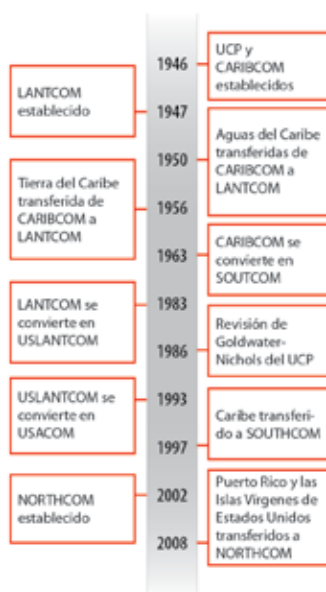 1946
UCP y
CARIBCOM
establecidos
LANTCOM
establecido
1947
1950
Aguas del Caribe
transferidas de
CARIBCOM a
LANTCOM
Tierra del Caribe
transferida de
CARIBCOM a
LANTCOM
1956
1963
CARIBCOM se
convierte en
SOUTCOM
LANTCOM se
convierte en
USLANTCOM
1983
1986
Revisión de
Goldwater-
Nichols del UCP
USLANTCOM se
convierte en
USACOM
1993
1997
Caribe transferi-
do a SOUTHCOM
NORTHCOM
establecido
2002
2008
Puerto Rico y las
Islas Vírgenes de
Estados Unidos
transferidos a
NORTHCOM